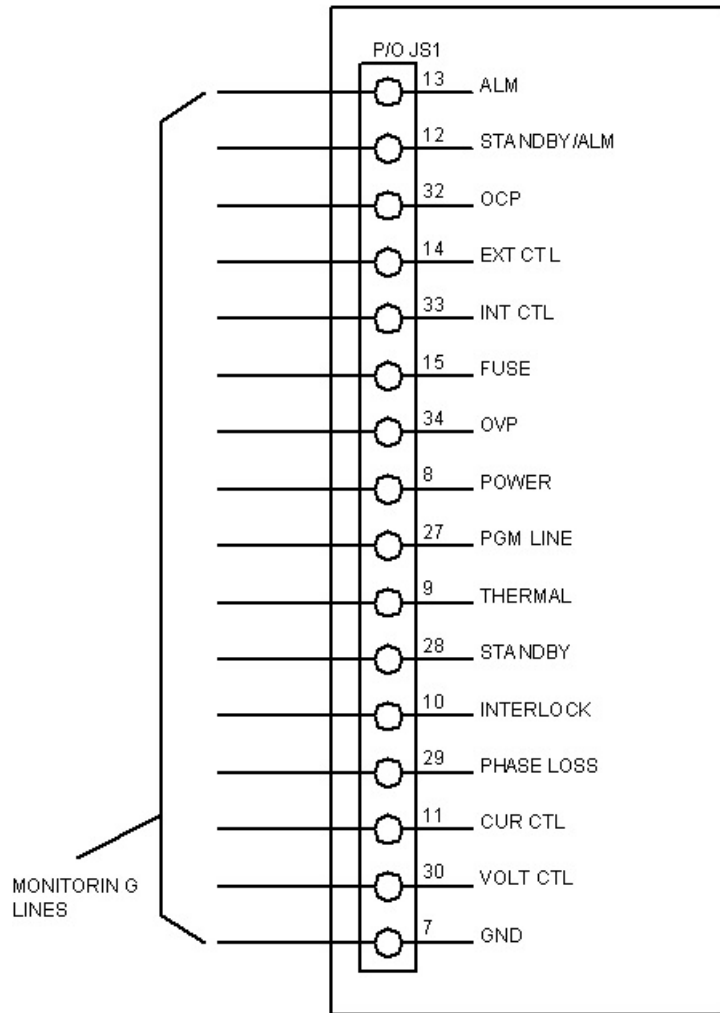 P/O JS1
13 ALM
12 STANDBY/ALM
32 OCP
14 EXT CTL
33 INT CTL
15 FUSE
34 OVP
8 POWER
27 PGM LINE
9 THERMAL
28 STANDBY
10 INTERLOCK
29 PHASE LOSS
11 CUR CTL
30 VOLT CTL
7 GND
MONITORIN G
LINES